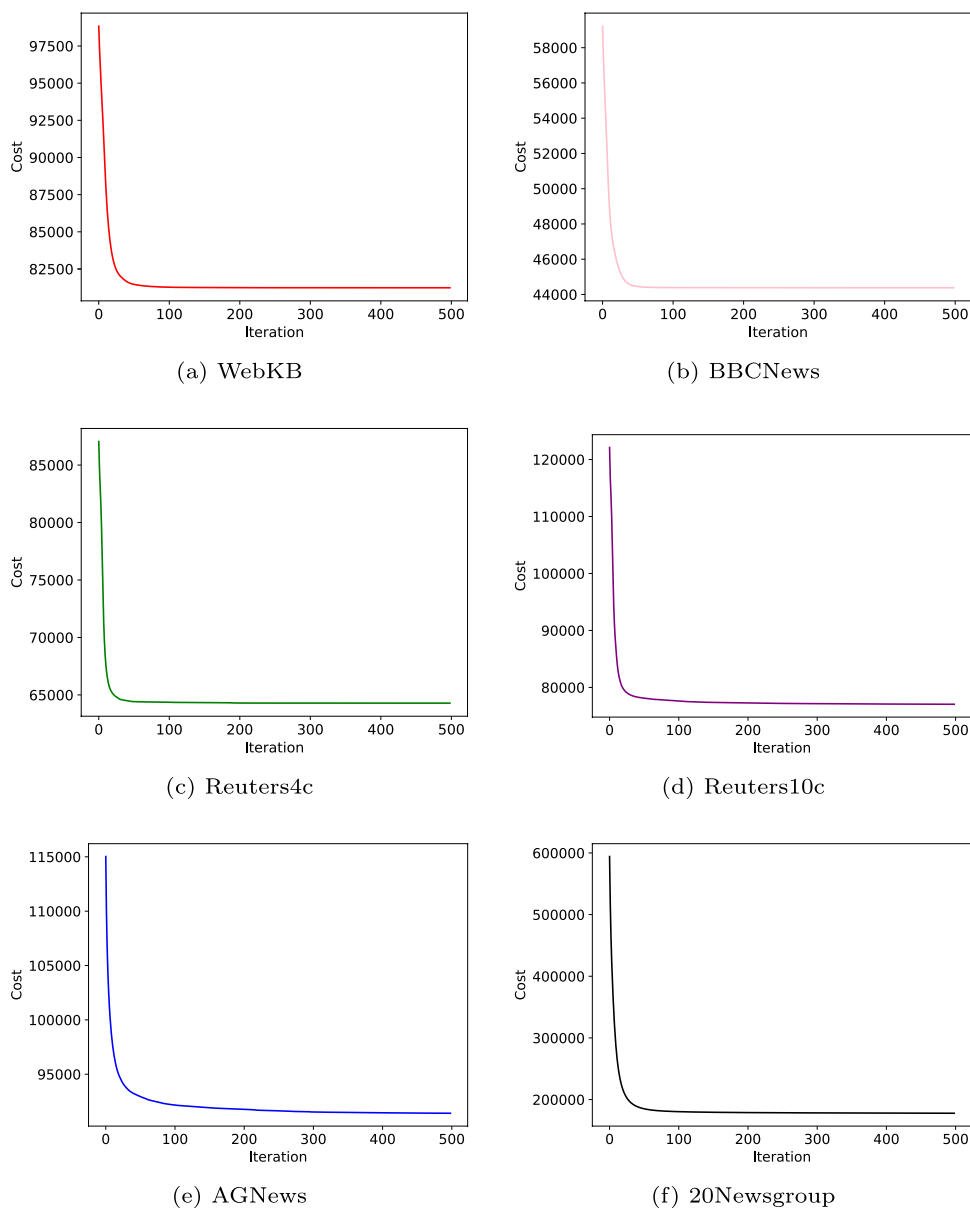 97500
95000
92500
90000
87500
85000
82500
Cost
0 100 200 300 400 500
Iteration
(a) WebKB
58000
56000
54000
52000
50000
48000
46000
44000
Cost
0 100 200 300 400 500
Iteration
(b) BBCNews
85000
80000
75000
70000
65000
Cost
0 100 200 300 400 500
Iteration
(c) Reuters4c
120000
110000
100000
90000
80000
Cost
0 100 200 300 400 500
Iteration
(d) Reuters10c
115000
110000
105000
100000
95000
Cost
0 100 200 300 400 500
Iteration
(e) AGNews
600000
500000
400000
300000
200000
Cost
0 100 200 300 400 500
Iteration
(f) 20Newsgroup